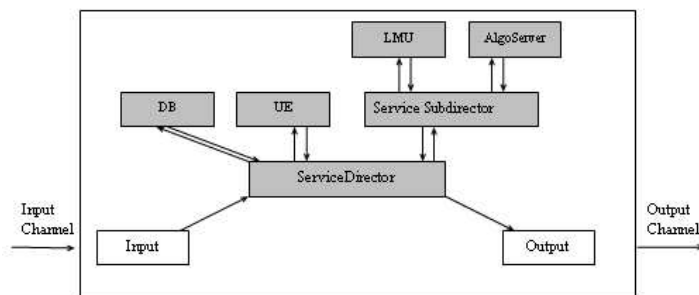 LMU
AlgoServer
DB
UE
Service Subdirector
ServiceDirector
Input
Channel
Input
Output
Output
Channel